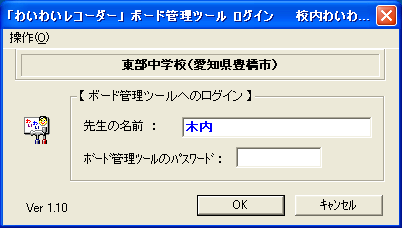 「わいわいレコーダー」ボード管理ツール ログイン 校内わいわ...
操作(O)
東部中学校(愛知県豊橋市)
【 ボード管理ツールへのログイン 】
先生の名前 ：
木内
ﾎﾞｰﾄﾞ管理ﾂｰﾙのﾊﾟｽﾜｰﾄﾞ：
Ver 1.10
OK
ｷｬﾝｾﾙ